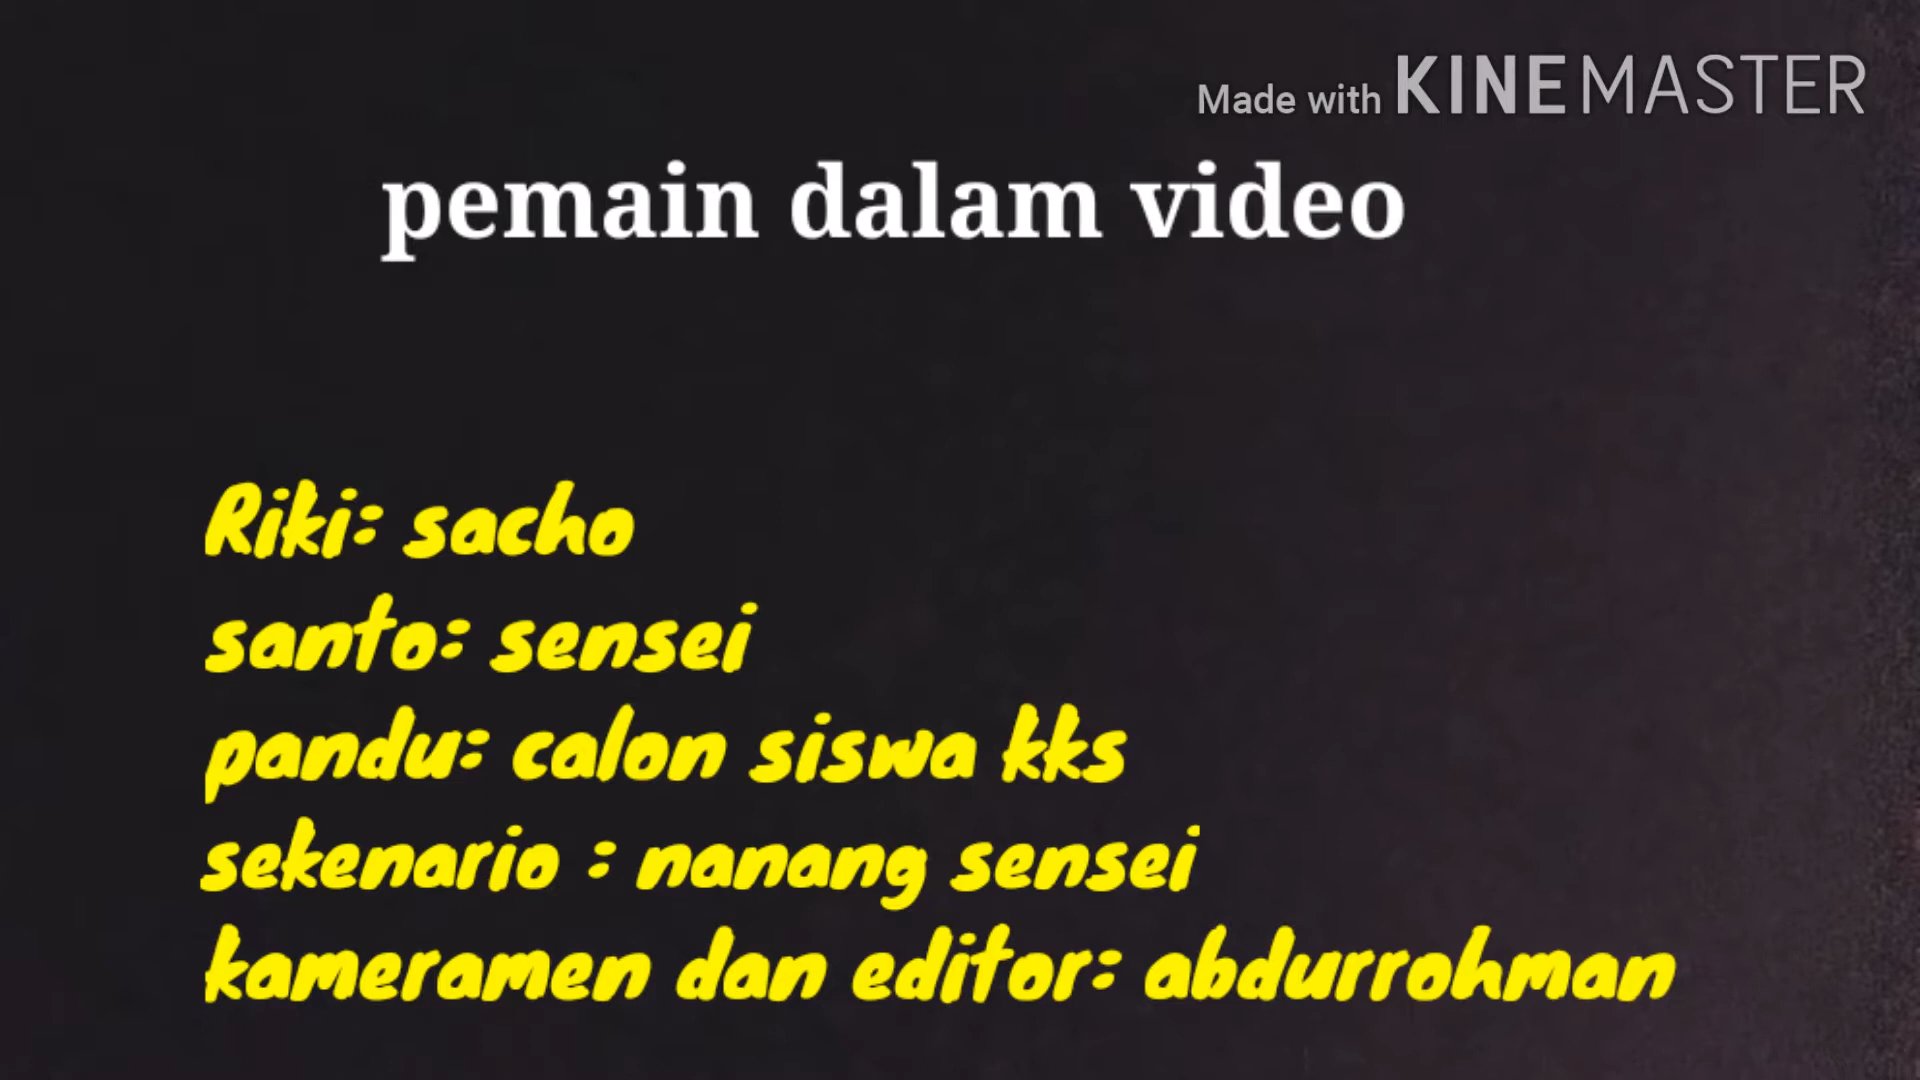 Made with KINEMASTER
pemain dalam video
Riki: sacho
santo: sensei
pandu: calon siswa kks
sekenario : nanang sensei
kameramen dan editor: abdurrohman